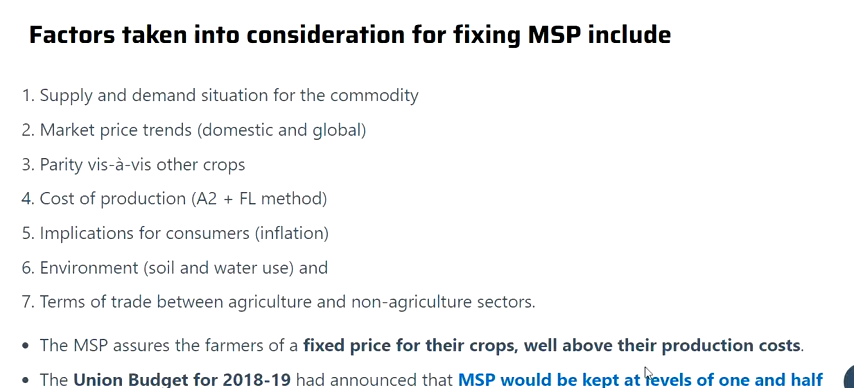 Factors taken into consideration for fixing MSP include
1. Supply and demand situation for the commodity
2. Market price trends (domestic and global)
3. Parity vis-à-vis other crops
4. Cost of production (A2 + FL method)
5. Implications for consumers (inflation)
6. Environment (soil and water use) and
7. Terms of trade between agriculture and non-agriculture sectors.
• The MSP assures the farmers of a fixed price for their crops, well above their production costs.
• The Union Budget for 2018-19 had announced that MSP would be kept at levels of one and half